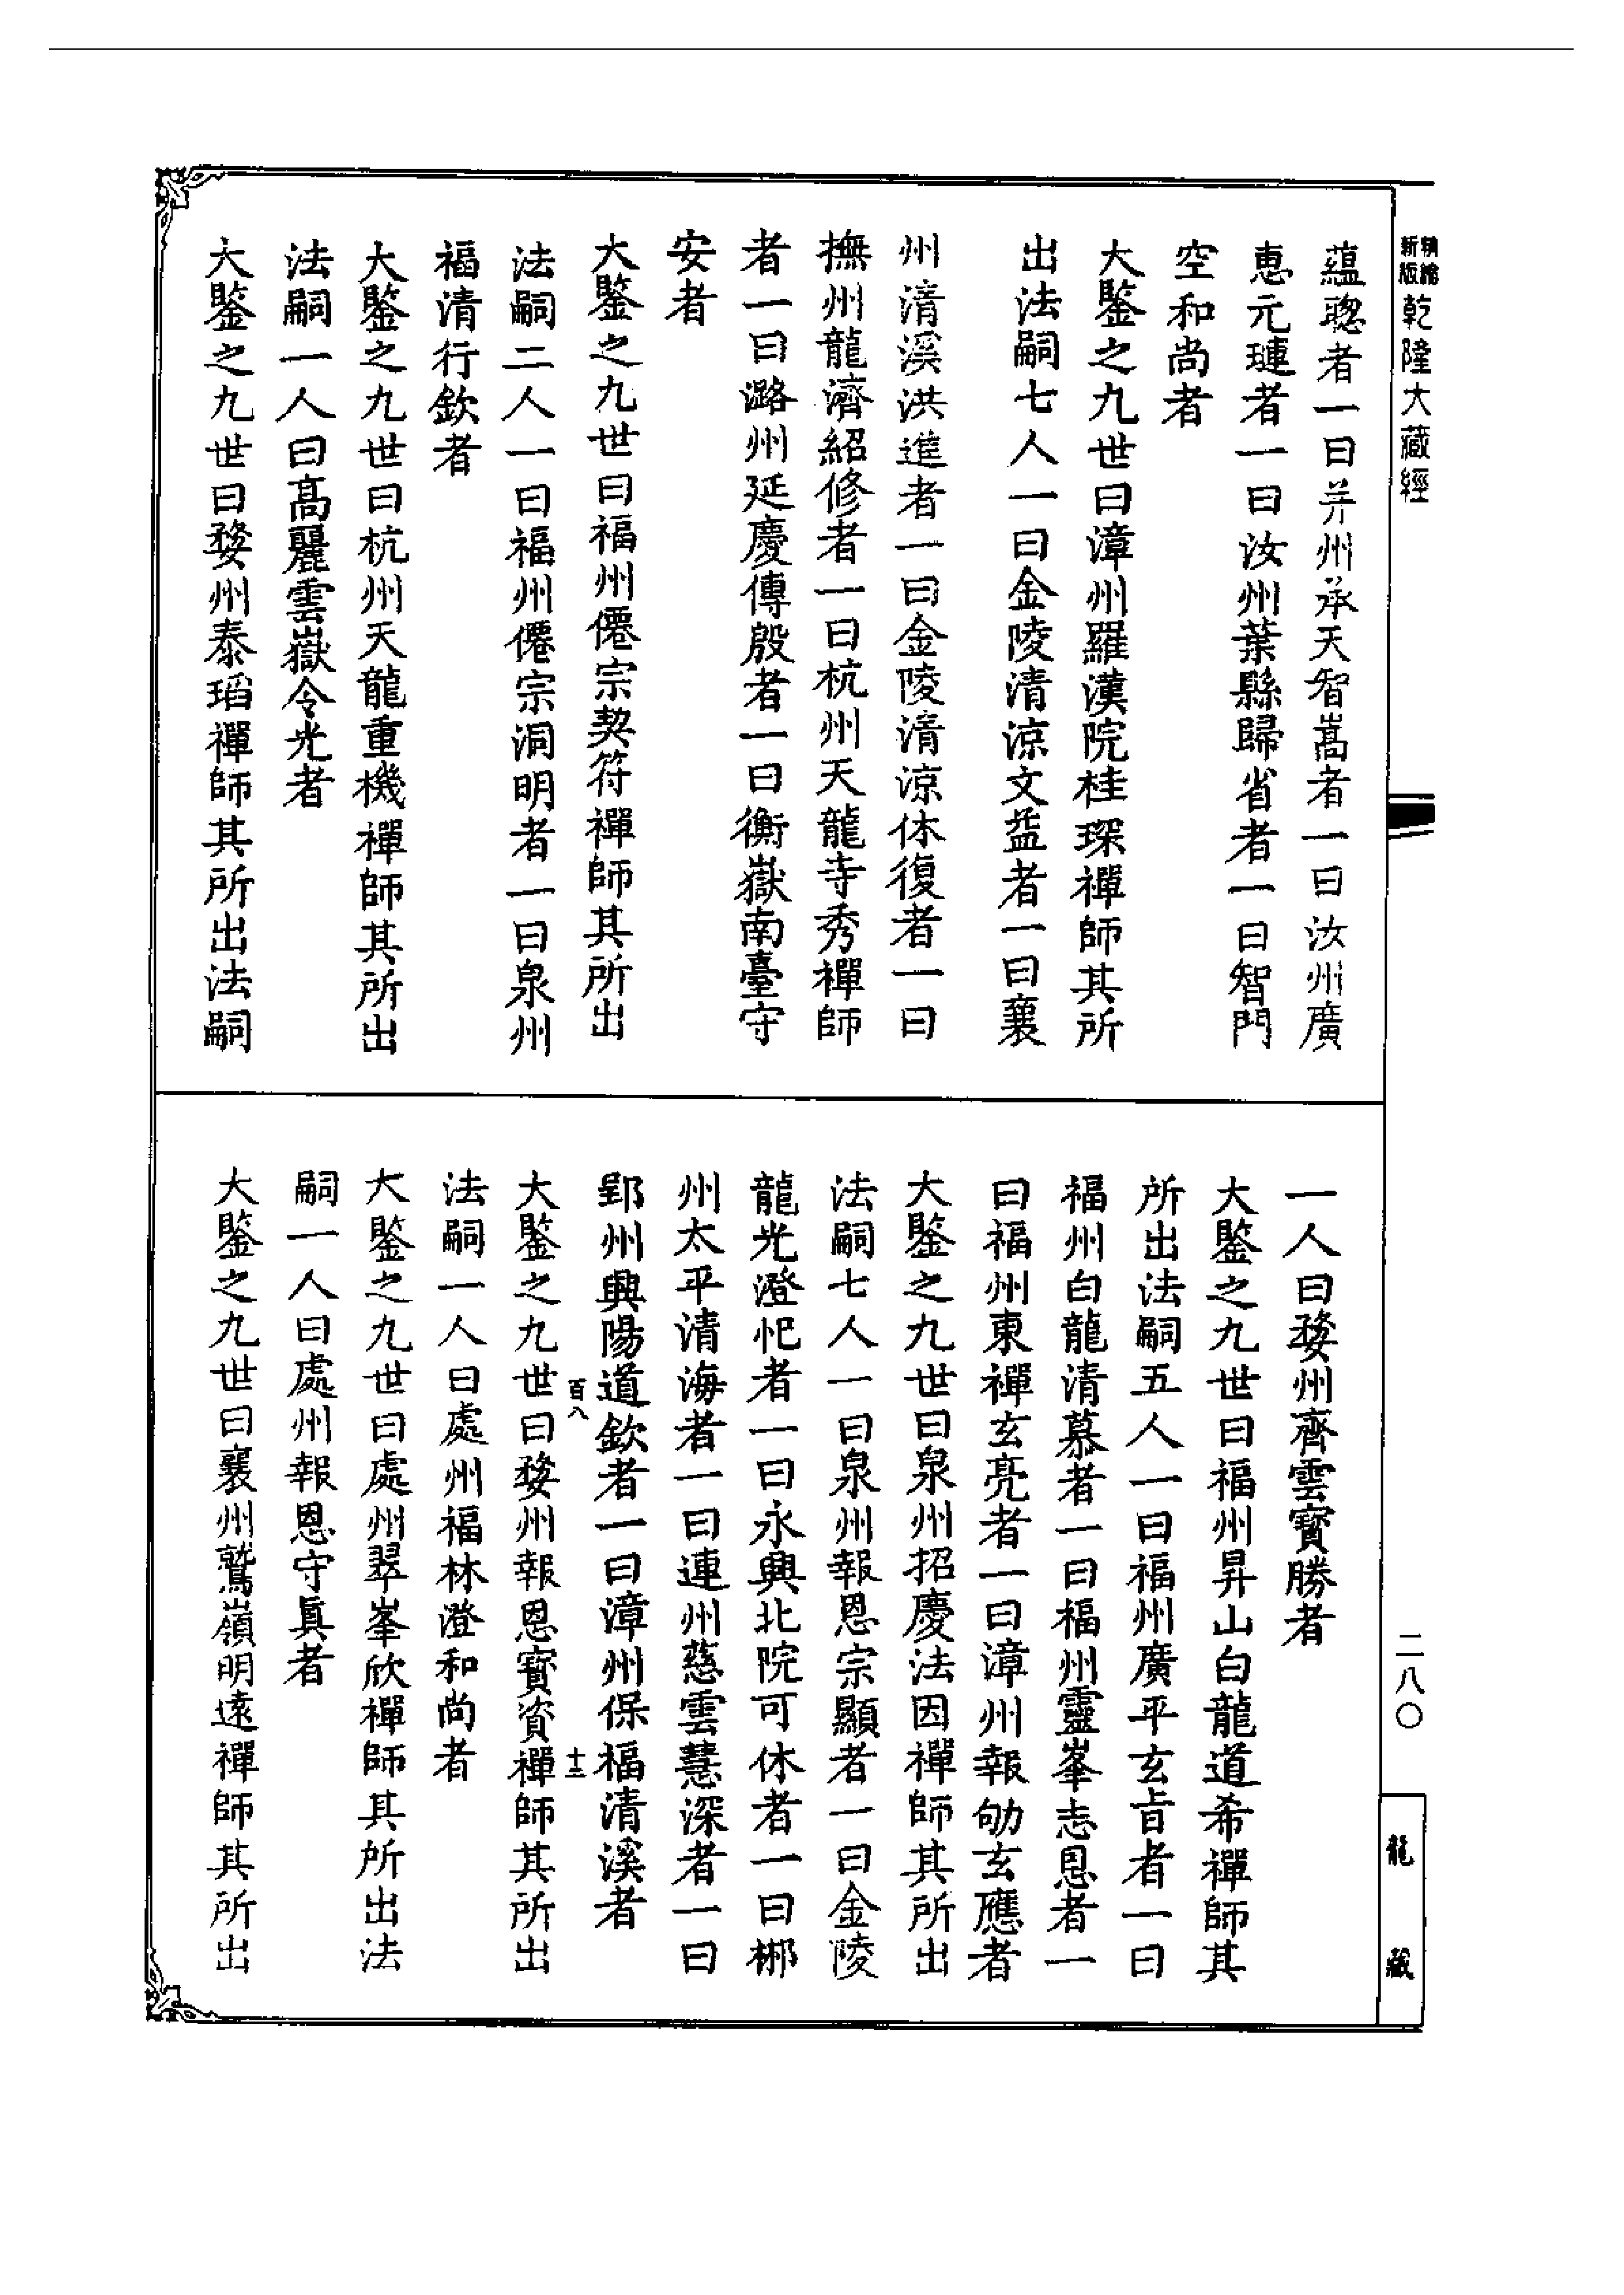 精縮新版乾隆大藏經
蘊聰者一曰并州承天智嵩者一曰汝州廣
惠元璉者一曰汝州葉縣歸省者一曰智門
空和尚者
大鑒之九世曰漳州羅漢院桂琛禪師其所
出法嗣七人一曰金陵清涼文益者一曰襄
州清溪洪進者一曰金陵清涼休復者一曰
撫州龍濟紹修者一曰杭州天龍寺秀禪師
者一曰潞州延慶傳殷者一曰衡嶽南臺守
安者
大鑒之九世曰福州僊宗契符禪師其所出
法嗣二人一曰福州僊宗洞明者一曰泉州
福清行欽者
大鑒之九世曰杭州天龍重機禪師其所出
法嗣一人曰高麗雲嶽令光者
大鑒之九世曰婺州泰瑫禪師其所出法嗣
一人曰婺州齊雲寶勝者
大鑒之九世曰福州昇山白龍道希禪師其
所出法嗣五人一曰福州廣平玄旨者一曰
福州白龍清慕者一曰福州靈峯志恩者一
曰福州東禪玄亮者一曰漳州報劬玄應者
大鑒之九世曰泉州招慶法因禪師其所出
法嗣七人一曰泉州報恩宗顯者一曰金陵
龍光澄忋者一曰永興北院可休者一曰郴
州太平清海者一曰連州慈雲慧深者一曰
郢州興陽道欽者一曰漳州保福清溪者
百八
十三
大鑒之九世曰婺州報恩寶資禪師其所出
法嗣一人曰處州福林澄和尚者
大鑒之九世曰處州翠峯欣禪師其所出法
嗣一人曰處州報恩守眞者
大鑒之九世曰襄州鷲嶺明遠禪師其所出
二八〇
龍藏